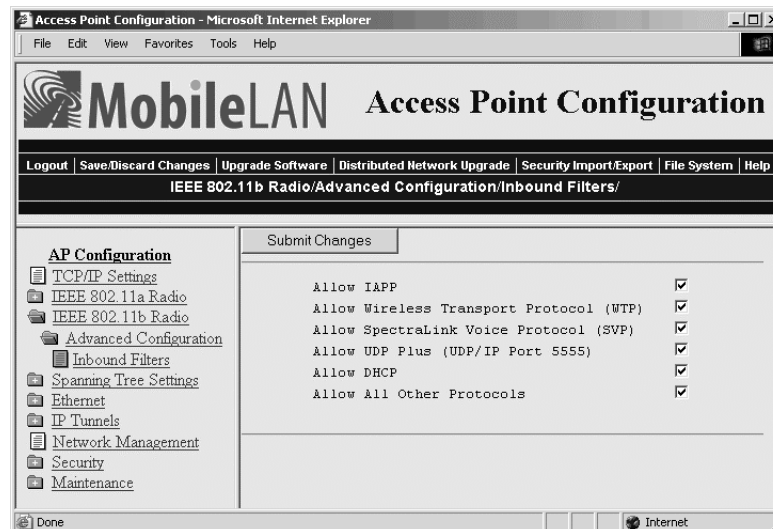 Access Point Configuration - Microsoft Internet Explorer
File Edit View Favorites Tools Help
MobileLAN Access Point Configuration
Logout | Save/Discard Changes | Upgrade Software | Distributed Network Upgrade | Security Import/Export | File System | Help
IEEE 802.11b Radio/Advanced Configuration/Inbound Filters/
Submit Changes
AP Configuration
TCP/IP Settings
IEEE 802.11a Radio
IEEE 802.11b Radio
Advanced Configuration
Inbound Filters
Spanning Tree Settings
Ethernet
IP Tunnels
Network Management
Security
Maintenance
Allow IAPP
Allow Wireless Transport Protocol (WTP)
Allow SpectraLink Voice Protocol (SVP)
Allow UDP Plus (UDP/IP Port 5555)
Allow DHCP
Allow All Other Protocols
Done Internet